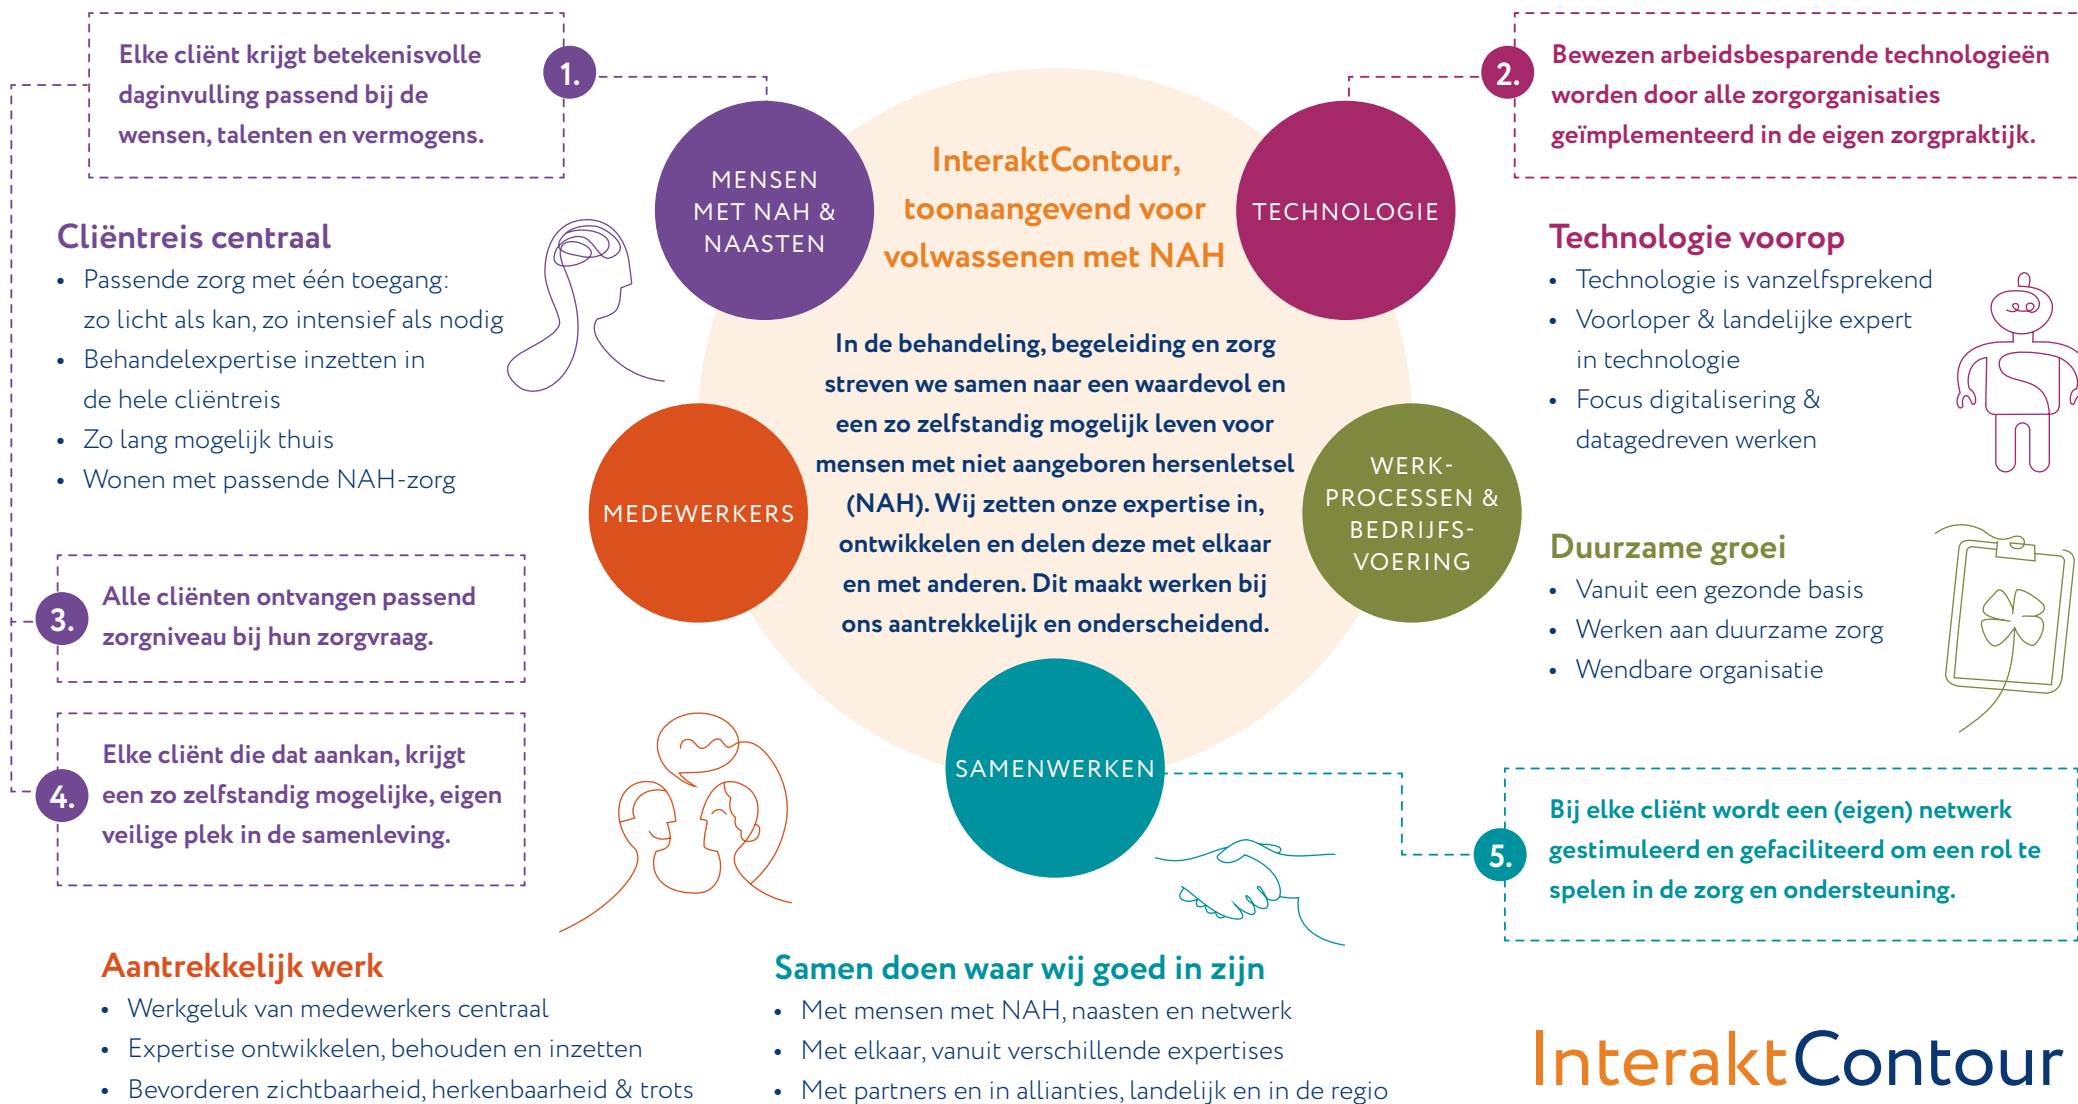 Elke cliënt krijgt betekenisvolle
daginvulling passend bij de
wensen, talenten en vermogens.
1.
2.
Bewezen arbeidsbesparende technologieën
worden door alle zorgorganisaties
geïmplementeerd in de eigen zorgpraktijk.
MENSEN
MET NAH &
NAASTEN
InteraktContour,
toonaangevend voor
volwassenen met NAH
TECHNOLOGIE
Cliëntreis centraal
• Passende zorg met één toegang:
zo licht als kan, zo intensief als nodig
• Behandelexpertise inzetten in
de hele cliëntreis
• Zo lang mogelijk thuis
• Wonen met passende NAH-zorg
Technologie voorop
• Technologie is vanzelfsprekend
• Voorloper & landelijke expert
in technologie
• Focus digitalisering &
datagedreven werken
In de behandeling, begeleiding en zorg
streven we samen naar een waardevol en
een zo zelfstandig mogelijk leven voor
mensen met niet aangeboren hersenletsel
(NAH). Wij zetten onze expertise in,
ontwikkelen en delen deze met elkaar
en met anderen. Dit maakt werken bij
ons aantrekkelijk en onderscheidend.
MEDEWERKERS
WERK-
PROCESSEN &
BEDRIJFS-
VOERING
Duurzame groei
• Vanuit een gezonde basis
• Werken aan duurzame zorg
• Wendbare organisatie
3.
Alle cliënten ontvangen passend
zorgniveau bij hun zorgvraag.
4.
Elke cliënt die dat aankan, krijgt
een zo zelfstandig mogelijke, eigen
veilige plek in de samenleving.
SAMENWERKEN
5.
Bij elke cliënt wordt een (eigen) netwerk
gestimuleerd en gefaciliteerd om een rol te
spelen in de zorg en ondersteuning.
Aantrekkelijk werk
• Werkgeluk van medewerkers centraal
• Expertise ontwikkelen, behouden en inzetten
• Bevorderen zichtbaarheid, herkenbaarheid & trots
Samen doen waar wij goed in zijn
• Met mensen met NAH, naasten en netwerk
• Met elkaar, vanuit verschillende expertises
• Met partners en in allianties, landelijk en in de regio
InteraktContour